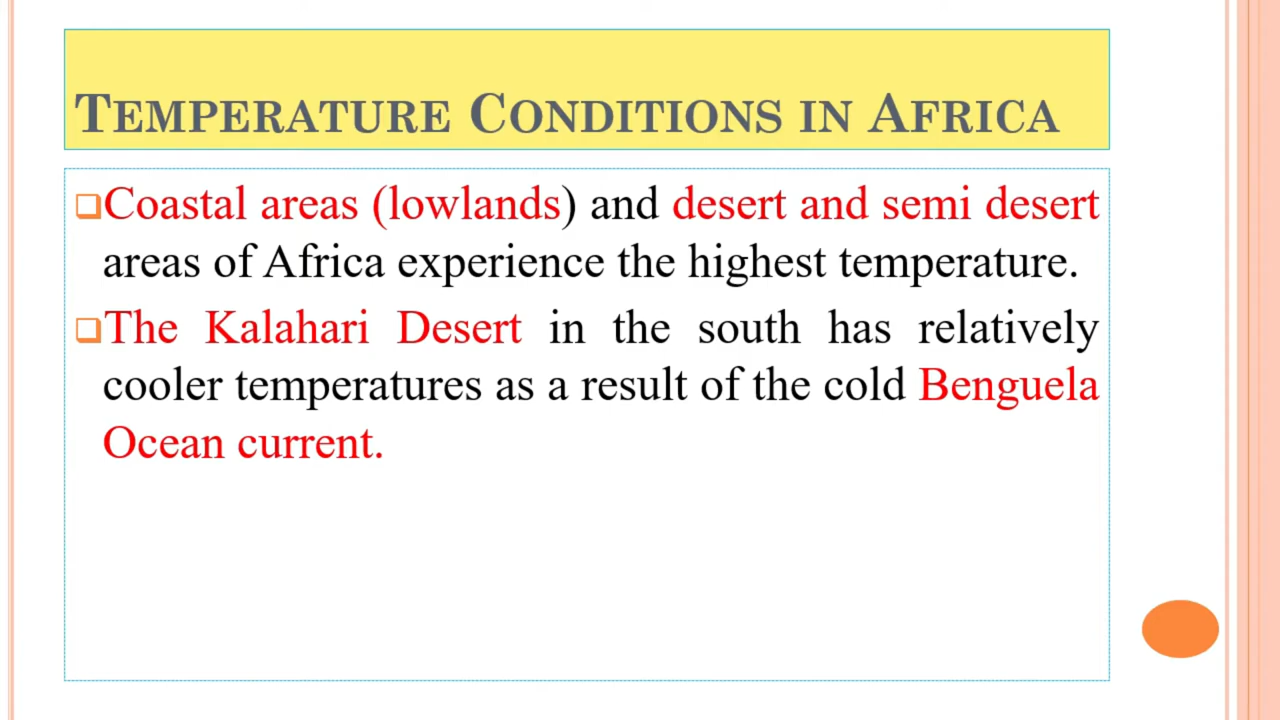 TEMPERATURE CONDITIONS IN AFRICA
Coastal areas (lowlands) and desert and semi desert
areas of Africa experience the highest temperature.
The Kalahari Desert in the south has relatively
cooler temperatures as a result of the cold Benguela
Ocean current.